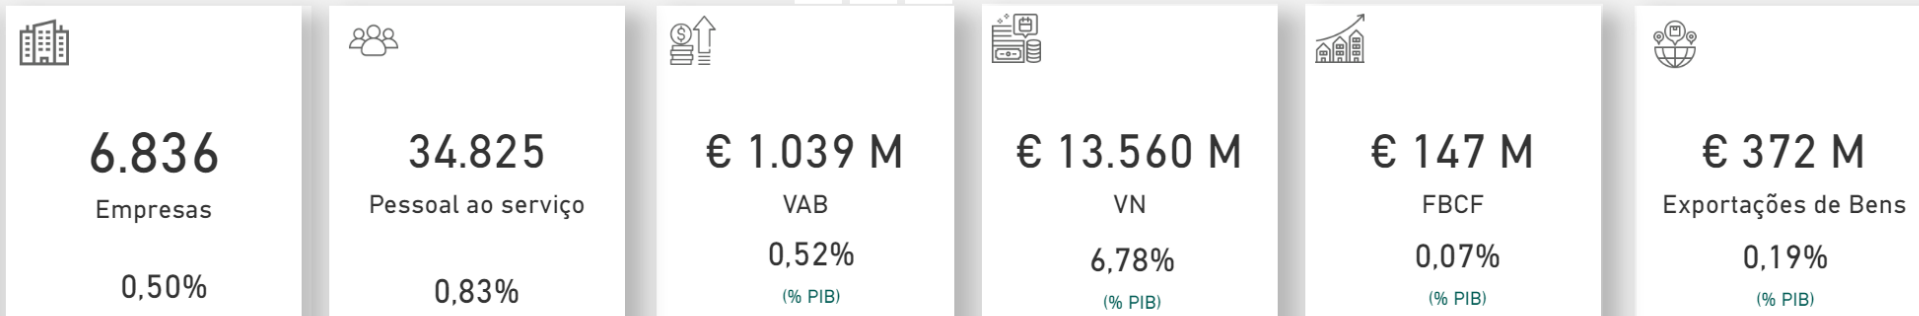 6.836
Empresas
0,50%
34.825
Pessoal ao serviço
0,83%
€ 1.039 M
VAB
0,52%
(% PIB)
€ 13.560 M
VN
6,78%
(% PIB)
€ 147 M
FBCF
0,07%
(% PIB)
€ 372 M
Exportações de Bens
0,19%
(% PIB)